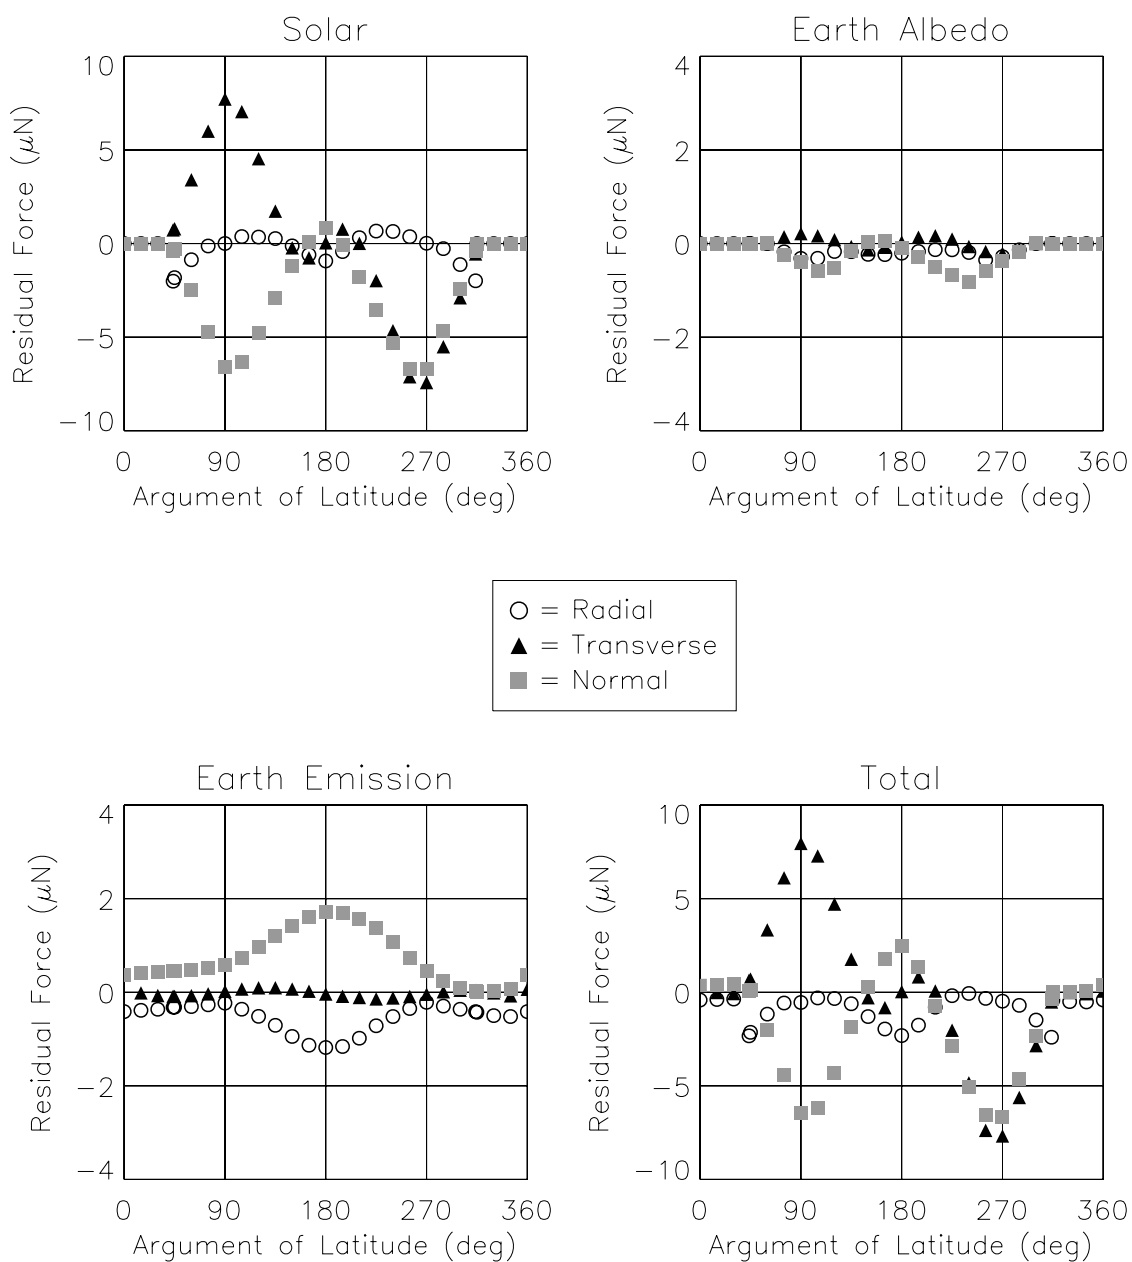 Solar
10
5
0
−5
−10
Residual Force (μN)
0 90 180 270 360
Argument of Latitude (deg)
Earth Albedo
4
2
0
−2
−4
Residual Force (μN)
0 90 180 270 360
Argument of Latitude (deg)
= Radial
= Transverse
= Normal
Earth Emission
4
2
0
−2
−4
Residual Force (μN)
0 90 180 270 360
Argument of Latitude (deg)
Total
10
5
0
−5
−10
Residual Force (μN)
0 90 180 270 360
Argument of Latitude (deg)